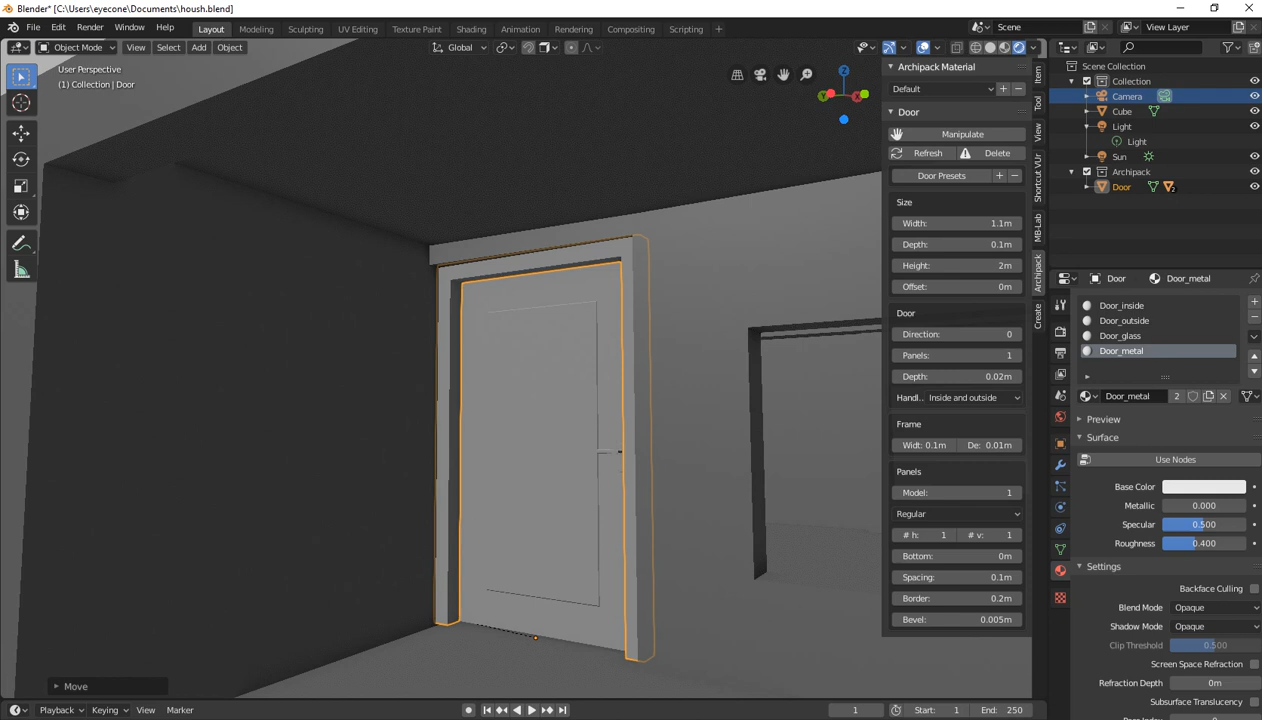 Blender* [C:\Users\eyecone\Documents\housh.blend]
File Edit Render Window Help Layout Modeling Sculpting UV Editing Texture Paint Shading Animation Rendering Compositing Scripting + Scene View Layer
Object Mode View Select Add Object Global
User Perspective
(1) Collection | Door
Z
Y
X
Move
Archipack Material
Default
Door
Manipulate
Refresh Delete
Door Presets
Size
Width: 1.1m
Depth: 0.1m
Height: 2m
Offset: 0m
Door
Direction: 0
Panels: 1
Depth: 0.02m
Handl.. Inside and outside
Frame
Widt: 0.1m De: 0.01m
Panels
Model: 1
Regular
# h: 1 # v: 1
Bottom: 0m
Spacing: 0.1m
Border: 0.2m
Bevel: 0.005m
Item
Tool
View
Shortcut VUr
MB-Lab
Archipack
Create
Scene Collection
Collection
Camera
Cube
Light
Light
Sun
Archipack
Door 2
Door Door_metal
Door_inside
Door_outside
Door_glass
Door_metal
Door_metal 2
Preview
Surface
Use Nodes
Base Color
Metallic 0.000
Specular 0.500
Roughness 0.400
Settings
Backface Culling
Blend Mode Opaque
Shadow Mode Opaque
Clip Threshold 0.500
Screen Space Refraction
Refraction Depth 0m
Subsurface Translucency
Playback Keying View Marker 1 Start: 1 End: 250